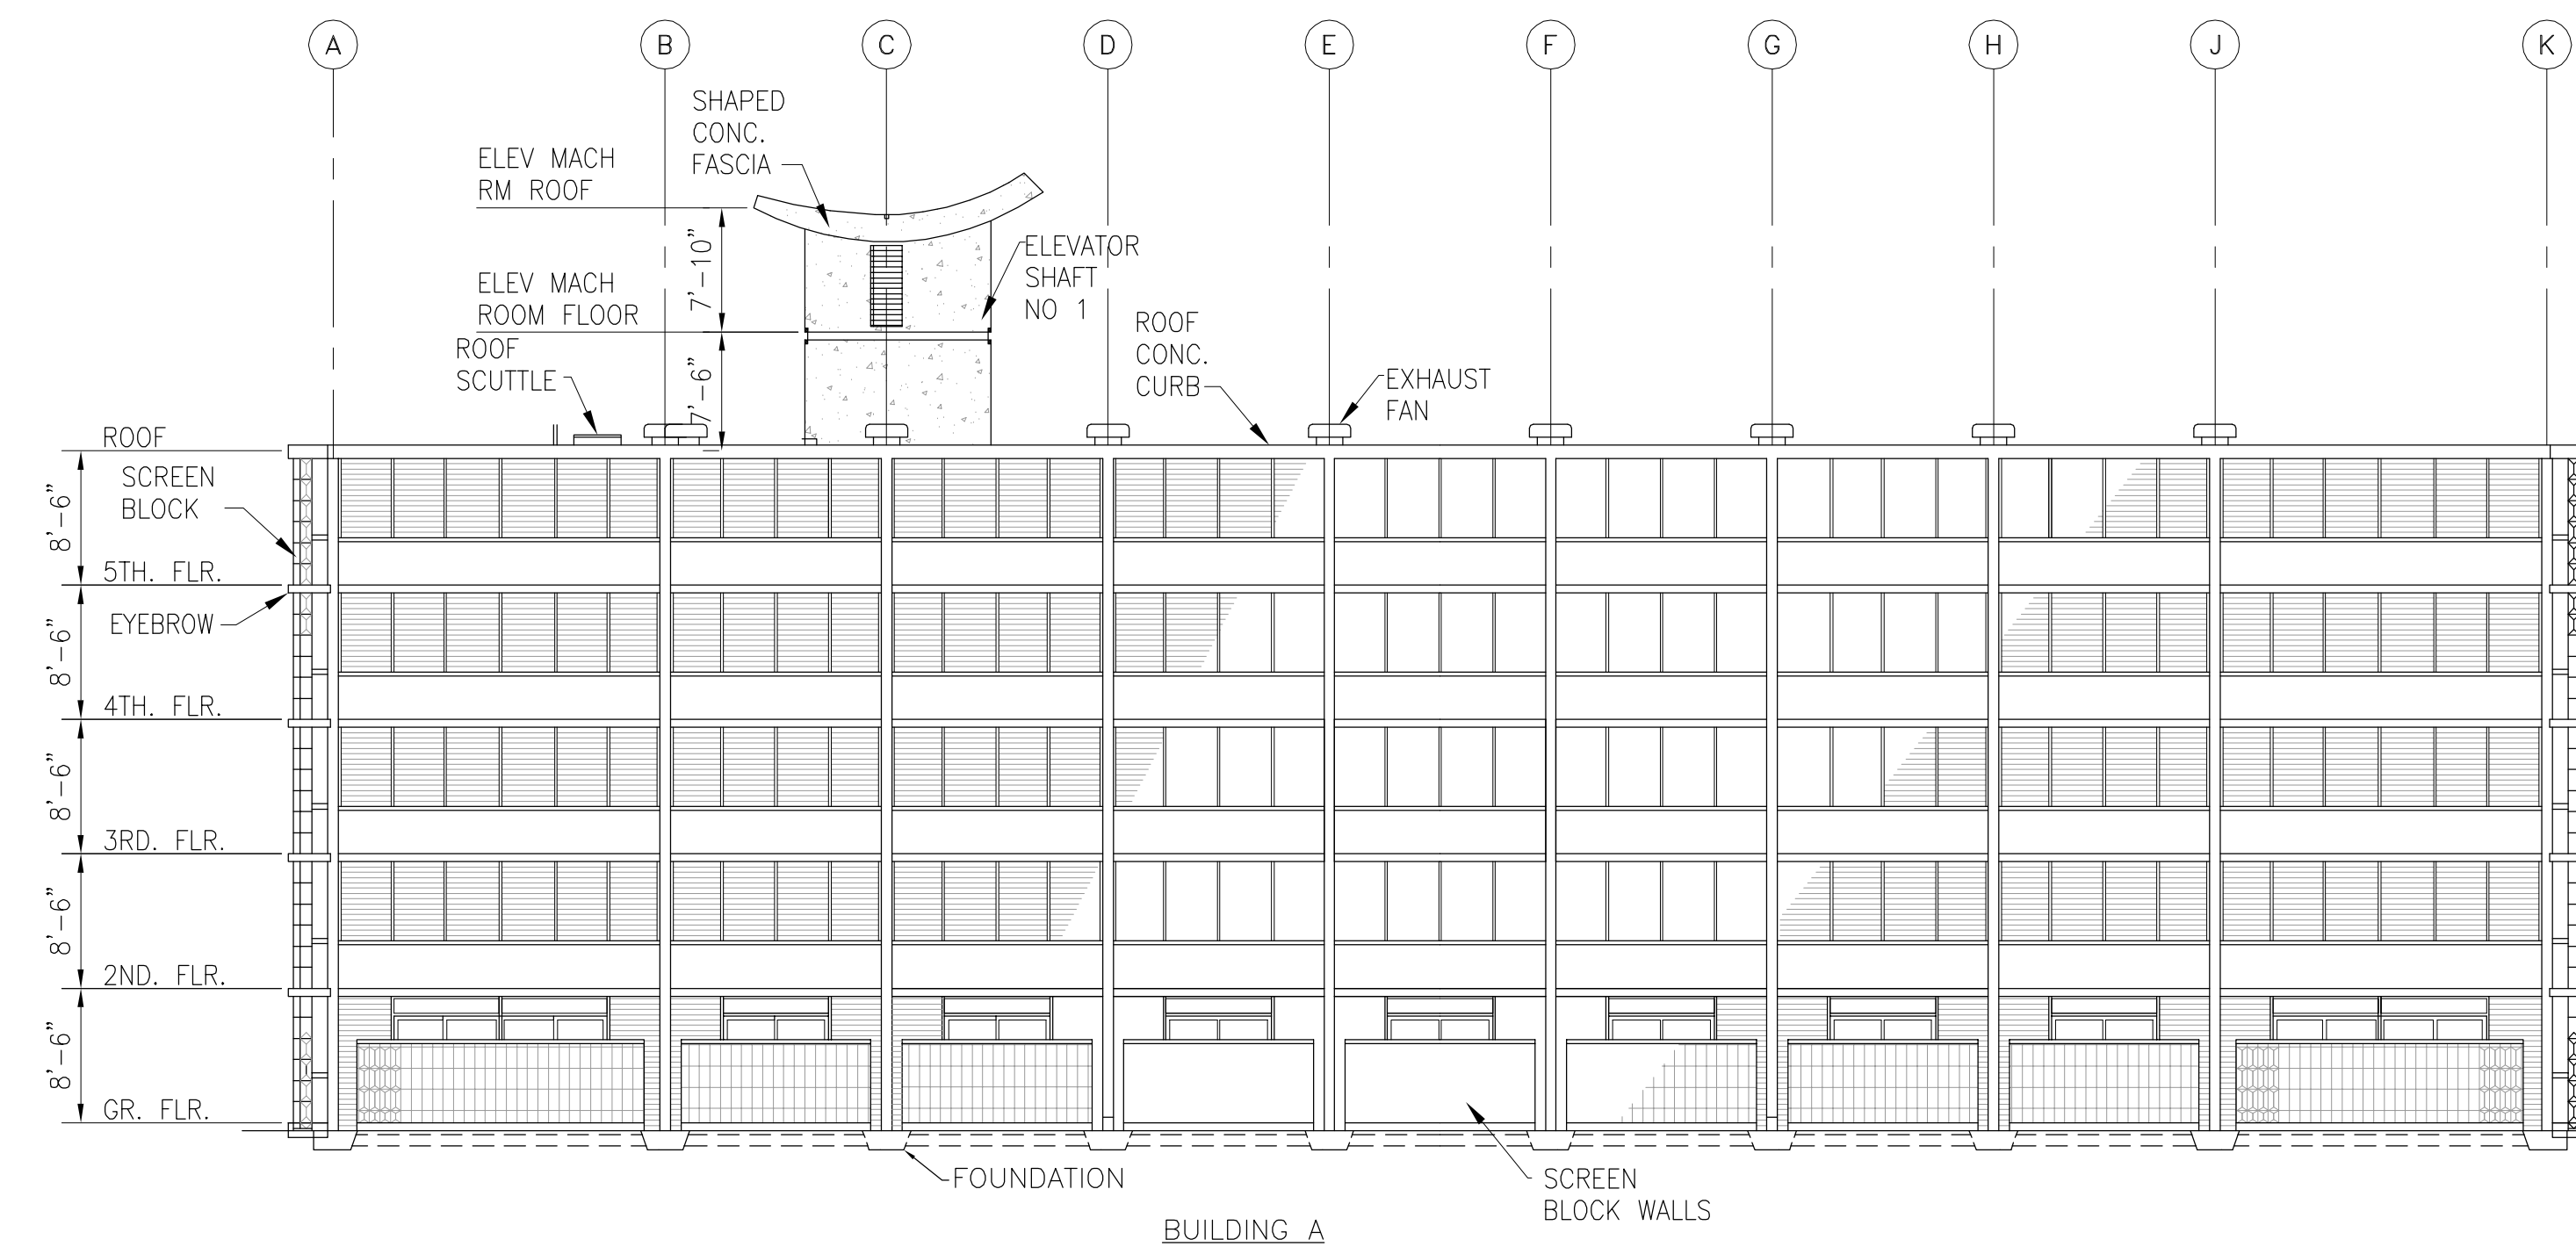 A
B
C
D
E
F
G
H
J
K
SHAPED
CONC.
FASCIA
ELEV MACH
RM ROOF
7'-10"
ELEVATOR
SHAFT
NO 1
ELEV MACH
ROOM FLOOR
ROOF
SCUTTLE
7'-6"
ROOF
CONC.
CURB
EXHAUST
FAN
ROOF
SCREEN
BLOCK
8'-6"
5TH. FLR.
EYEBROW
8'-6"
4TH. FLR.
8'-6"
3RD. FLR.
8'-6"
2ND. FLR.
8'-6"
GR. FLR.
FOUNDATION
SCREEN
BLOCK WALLS
BUILDING A